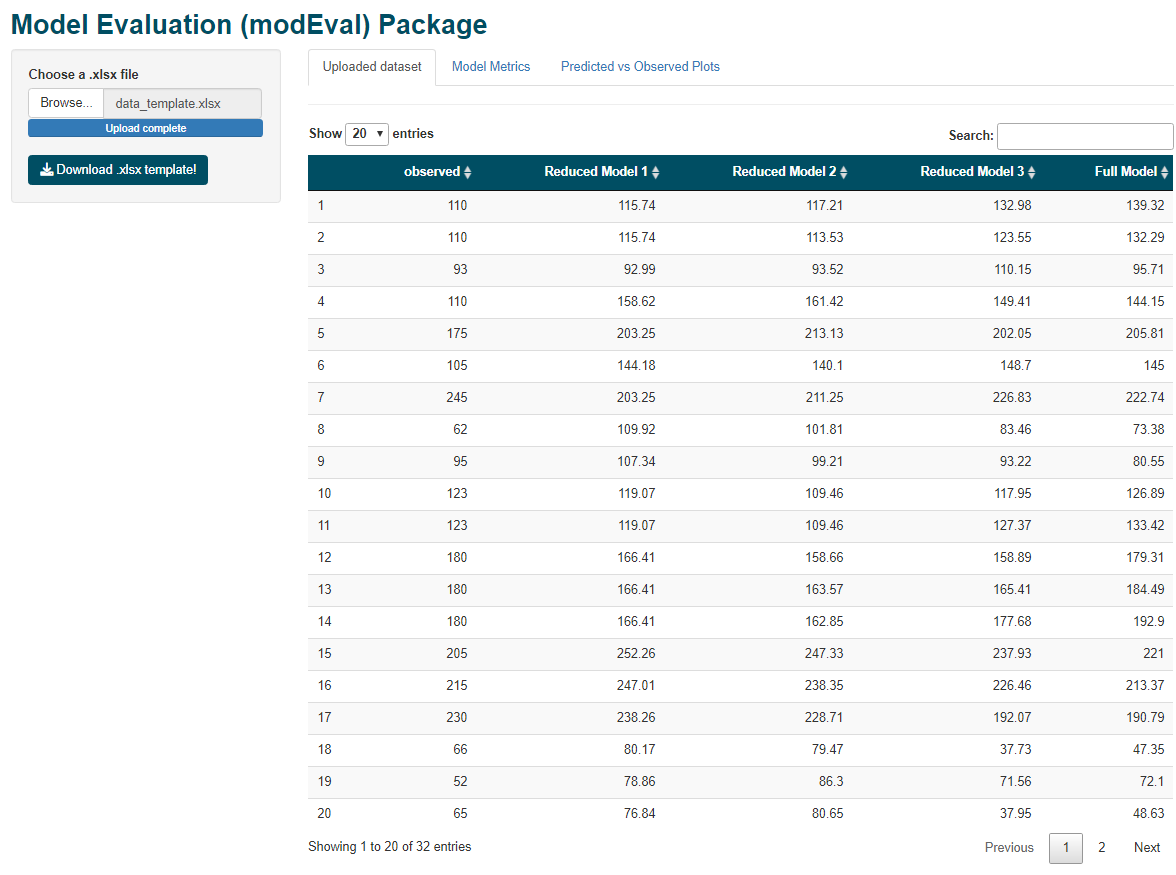 Model Evaluation (modEval) Package
Choose a .xlsx file
Browse... data_template.xlsx
Upload complete
Download .xlsx template!
Uploaded dataset Model Metrics Predicted vs Observed Plots
Show 20 entries Search:
observed Reduced Model 1 Reduced Model 2 Reduced Model 3 Full Model
1 110 115.74 117.21 132.98 139.32
2 110 115.74 113.53 123.55 132.29
3 93 92.99 93.52 110.15 95.71
4 110 158.62 161.42 149.41 144.15
5 175 203.25 213.13 202.05 205.81
6 105 144.18 140.1 148.7 145
7 245 203.25 211.25 226.83 222.74
8 62 109.92 101.81 83.46 73.38
9 95 107.34 99.21 93.22 80.55
10 123 119.07 109.46 117.95 126.89
11 123 119.07 109.46 127.37 133.42
12 180 166.41 158.66 158.89 179.31
13 180 166.41 163.57 165.41 184.49
14 180 166.41 162.85 177.68 192.9
15 205 252.26 247.33 237.93 221
16 215 247.01 238.35 226.46 213.37
17 230 238.26 228.71 192.07 190.79
18 66 80.17 79.47 37.73 47.35
19 52 78.86 86.3 71.56 72.1
20 65 76.84 80.65 37.95 48.63
Showing 1 to 20 of 32 entries Previous 1 2 Next